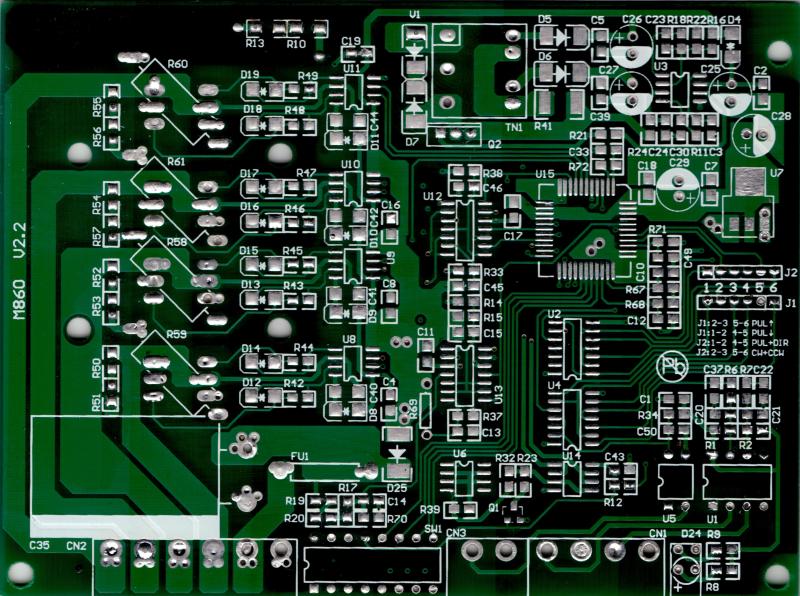 R13 R10
C19
V1
D5 C5 C26 C23 R18 R22 R16 D4
R60 U11
D6
D19 R49
C27 U3 C25 C2
R55
D18 R48 C44
TN1
C28
R56 D11
D7 Q2 R41 C39
R21
C33
R72
R24 C24 C30 R11 C3
R61 U10
D17 R47
R38
C46
U15 C18 C29 C7 U7
R54
D16 R46 C42 C16
U12
R57 D10
C17
M860 V2.2
R58
R71
D15 R45 U9
C49
R52
R33 C10
J2
D13 R43 C41 C8
C45 R67
1 2 3 4 5 6
R53
R14 R68
J1
D9
R15
C15 C12
U2
J1:2-3 5-6 PUL↑
J1:1-2 4-5 PUL↓
J2:1-2 4-5 PUL+DIR
J2:2-3 5-6 CW+CCW
R59
D14 R44 U8 C11
Pb
R50
C37 R6 R7 C22
D12 R42 C40 C4
U13 U4
R51
D8 R69
R37
C13
C1
R34
C50
C20 C21
R1 R2
FU1 D25
U6 R32 R23 U14 C43
R17
R19 C14
R12
R20 R70
R39 Q1
U5 U1
C35 CN2 SW1 CN3 CN1 D24 R9
R8